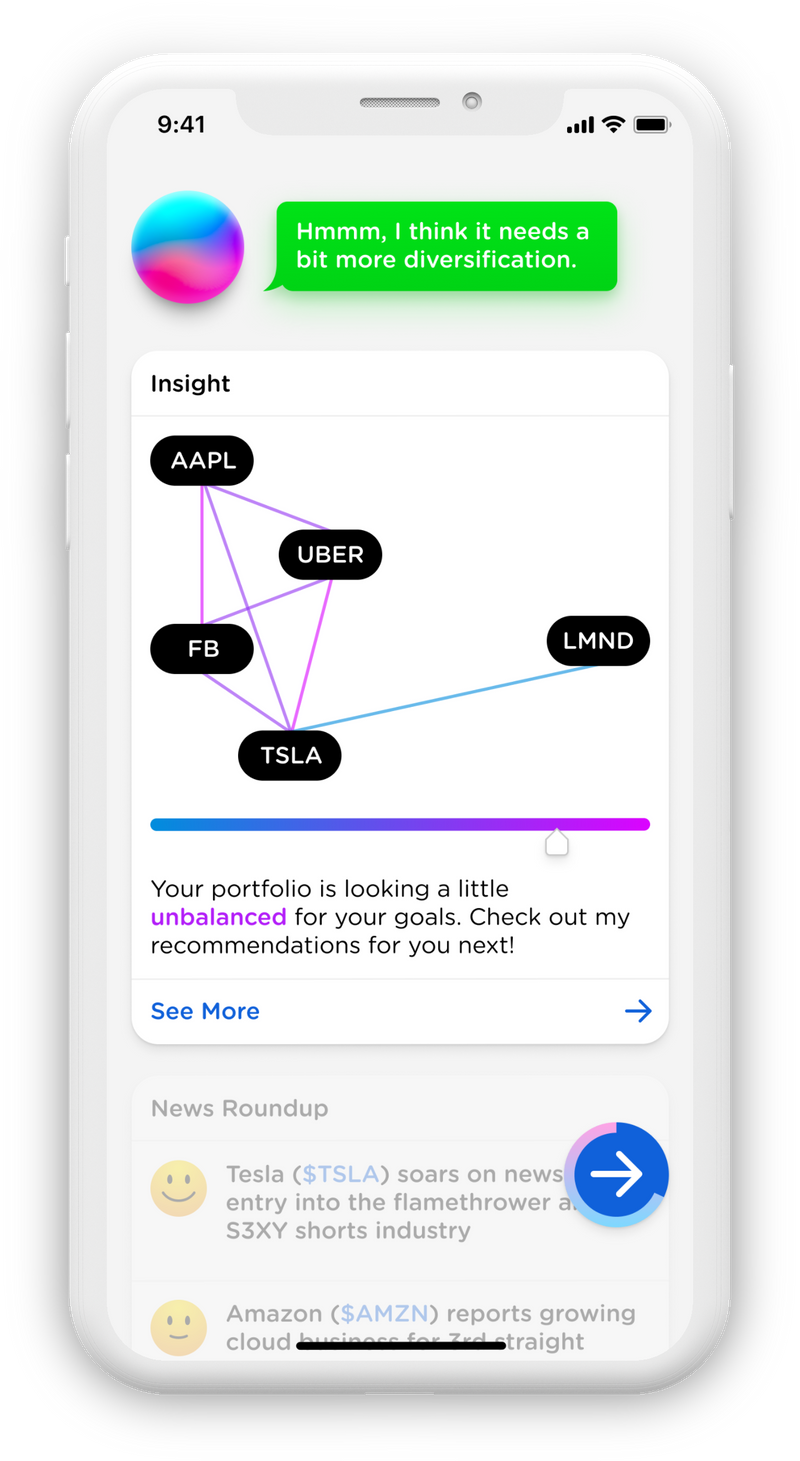 9:41
Hmmm, I think it needs a
bit more diversification.
Insight
AAPL
UBER
FB
LMND
TSLA
Your portfolio is looking a little
unbalanced for your goals. Check out my
recommendations for you next!
See More
News Roundup
Tesla ($TSLA) soars on news
entry into the flamethrower
S3XY shorts industry
Amazon ($AMZN) reports growing
cloud business for 3rd straight